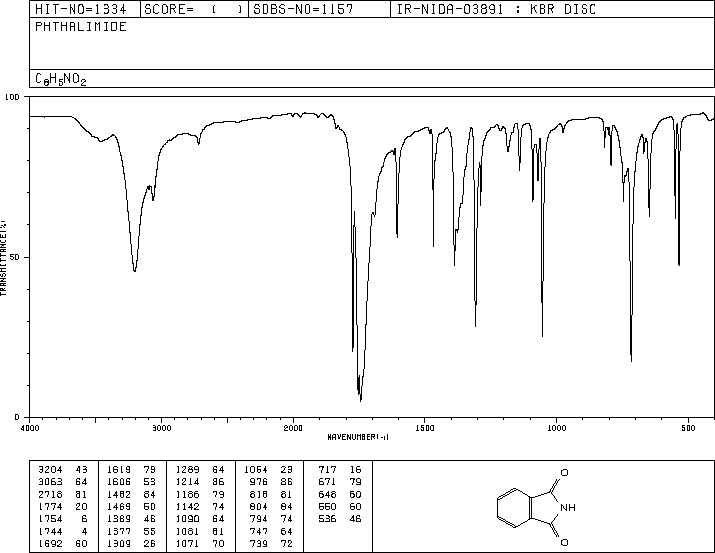 HIT-NO=1334 SCORE= ( ) SDBS-NO=1157 IR-NIDA-03891 : KBR DISC
PHTHALIMIDE
C8H5NO2
100
50
0
TRANSMITTANCE(%)
4000 3000 2000 1500 1000 500
WAVENUMBER(-1)
3204 43 1619 79 1289 64 1054 23 717 16
3063 64 1606 53 1214 86 976 86 671 79
2718 81 1482 84 1186 79 818 81 648 60
1774 20 1469 50 1142 74 804 84 550 60
1754 6 1389 46 1090 64 794 74 536 46
1744 4 1377 55 1081 81 747 64
1692 60 1309 26 1071 70 739 72
O
NH
O